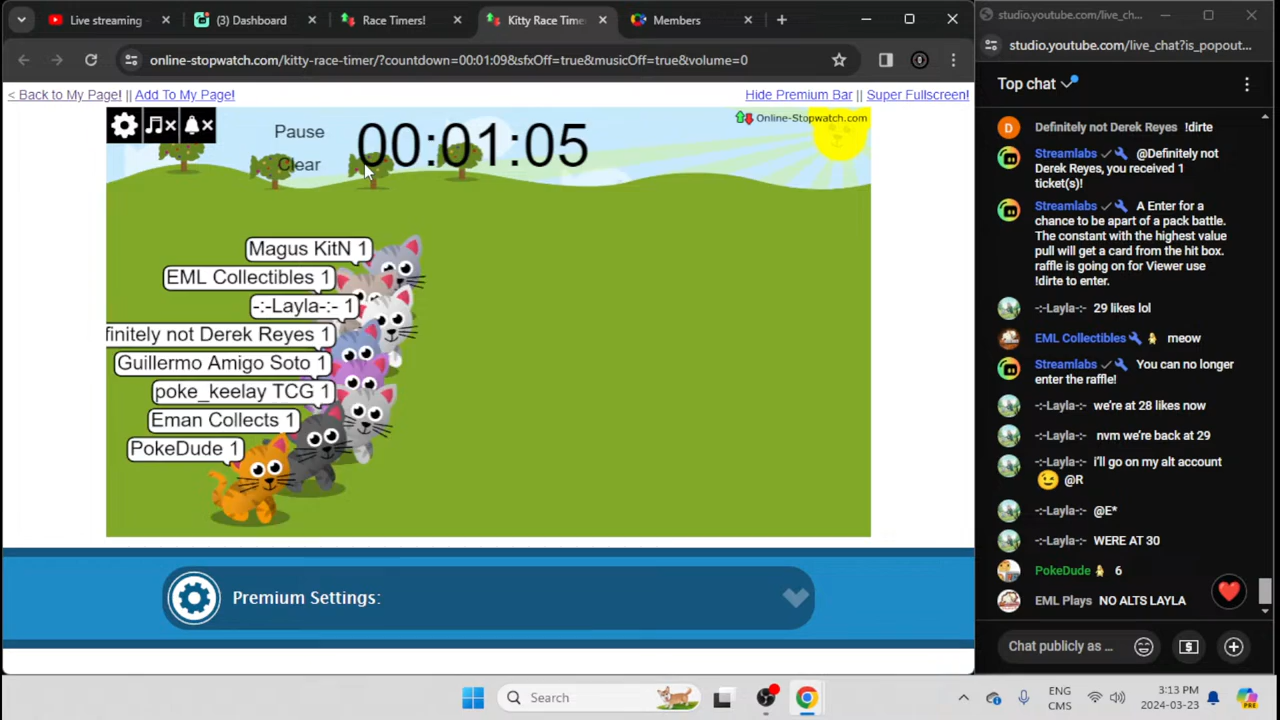 Live streaming
(3) Dashboard
Race Timers!
Kitty Race Time
Members
studio.youtube.com/live_ch...
online-stopwatch.com/kitty-race-timer/?countdown=00:01:09&sfxOff=true&musicOff=true&volume=0
studio.youtube.com/live_chat?is_popout...
< Back to My Page! || Add To My Page!
Hide Premium Bar || Super Fullscreen!
Top chat
Pause
Clear
00:01:05
Online-Stopwatch.com
Magus KitN 1
EML Collectibles 1
-:-Layla-:- 1
finitely not Derek Reyes 1
Guillermo Amigo Soto 1
poke_keelay TCG 1
Eman Collects 1
PokeDude 1
Premium Settings:
D
Definitely not Derek Reyes !dirte
Streamlabs @Definitely not
Derek Reyes, you received 1
ticket(s)!
Streamlabs A Enter for a
chance to be apart of a pack battle.
The constant with the highest value
pull will get a card from the hit box.
raffle is going on for Viewer use
!dirte to enter.
-:-Layla-:- 29 likes lol
EML Collectibles meow
Streamlabs You can no longer
enter the raffle!
-:-Layla-:- we're at 28 likes now
-:-Layla-:- nvm we're back at 29
-:-Layla-:- i'll go on my alt account
@R
-:-Layla-:- @E*
-:-Layla-:- WERE AT 30
PokeDude 6
EML Plays NO ALTS LAYLA
Chat publicly as ...
Search
ENG
CMS
3:13 PM
2024-03-23
PRE